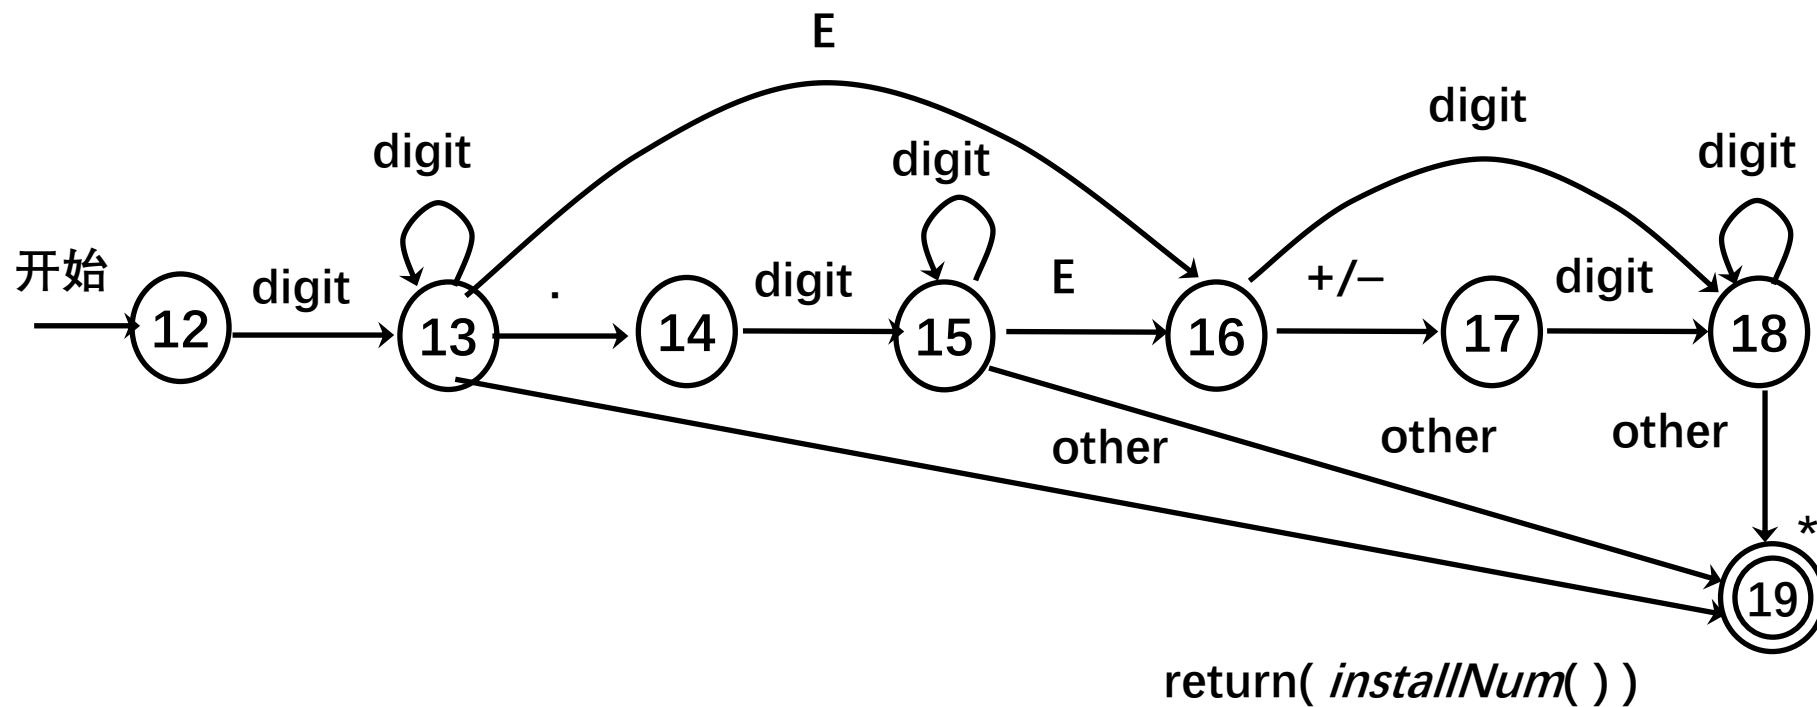 E
digit
digit
digit
digit
开始
digit
.
digit
E
+/–
digit
12
13
14
15
16
17
18
other
other
other
*
19
return( installNum( ) )